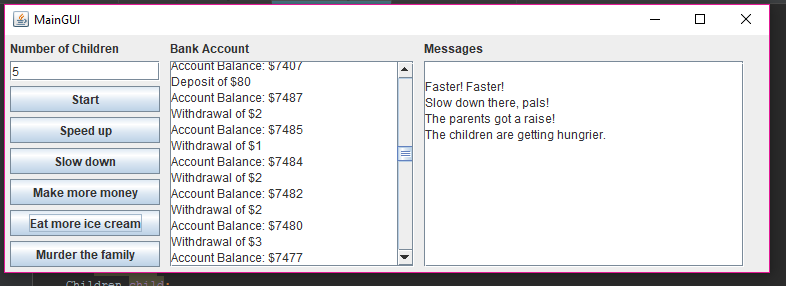 MainGUI
Number of Children
5
Start
Speed up
Slow down
Make more money
Eat more ice cream
Murder the family
Bank Account
Account Balance: $7407
Deposit of $80
Account Balance: $7487
Withdrawal of $2
Account Balance: $7485
Withdrawal of $1
Account Balance: $7484
Withdrawal of $2
Account Balance: $7482
Withdrawal of $2
Account Balance: $7480
Withdrawal of $3
Account Balance: $7477
Messages
Faster! Faster!
Slow down there, pals!
The parents got a raise!
The children are getting hungrier.
Children child;